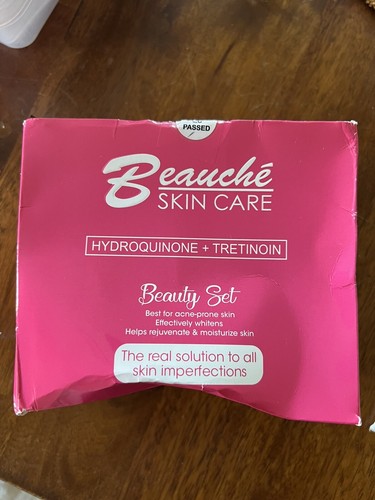 PASSED
Beauché
SKIN CARE
HYDROQUINONE + TRETINOIN
Beauty Set
Best for acne-prone skin
Effectively whitens
Helps rejuvenate & moisturize skin
The real solution to all
skin imperfections